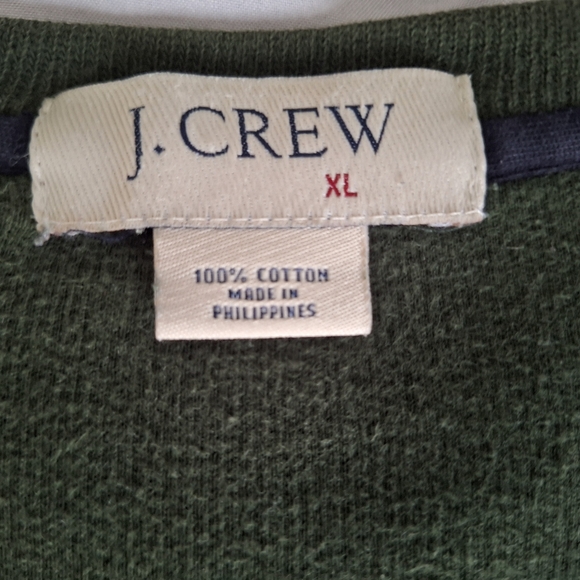 J. CREW
XL
100% COTTON
MADE IN
PHILIPPINES